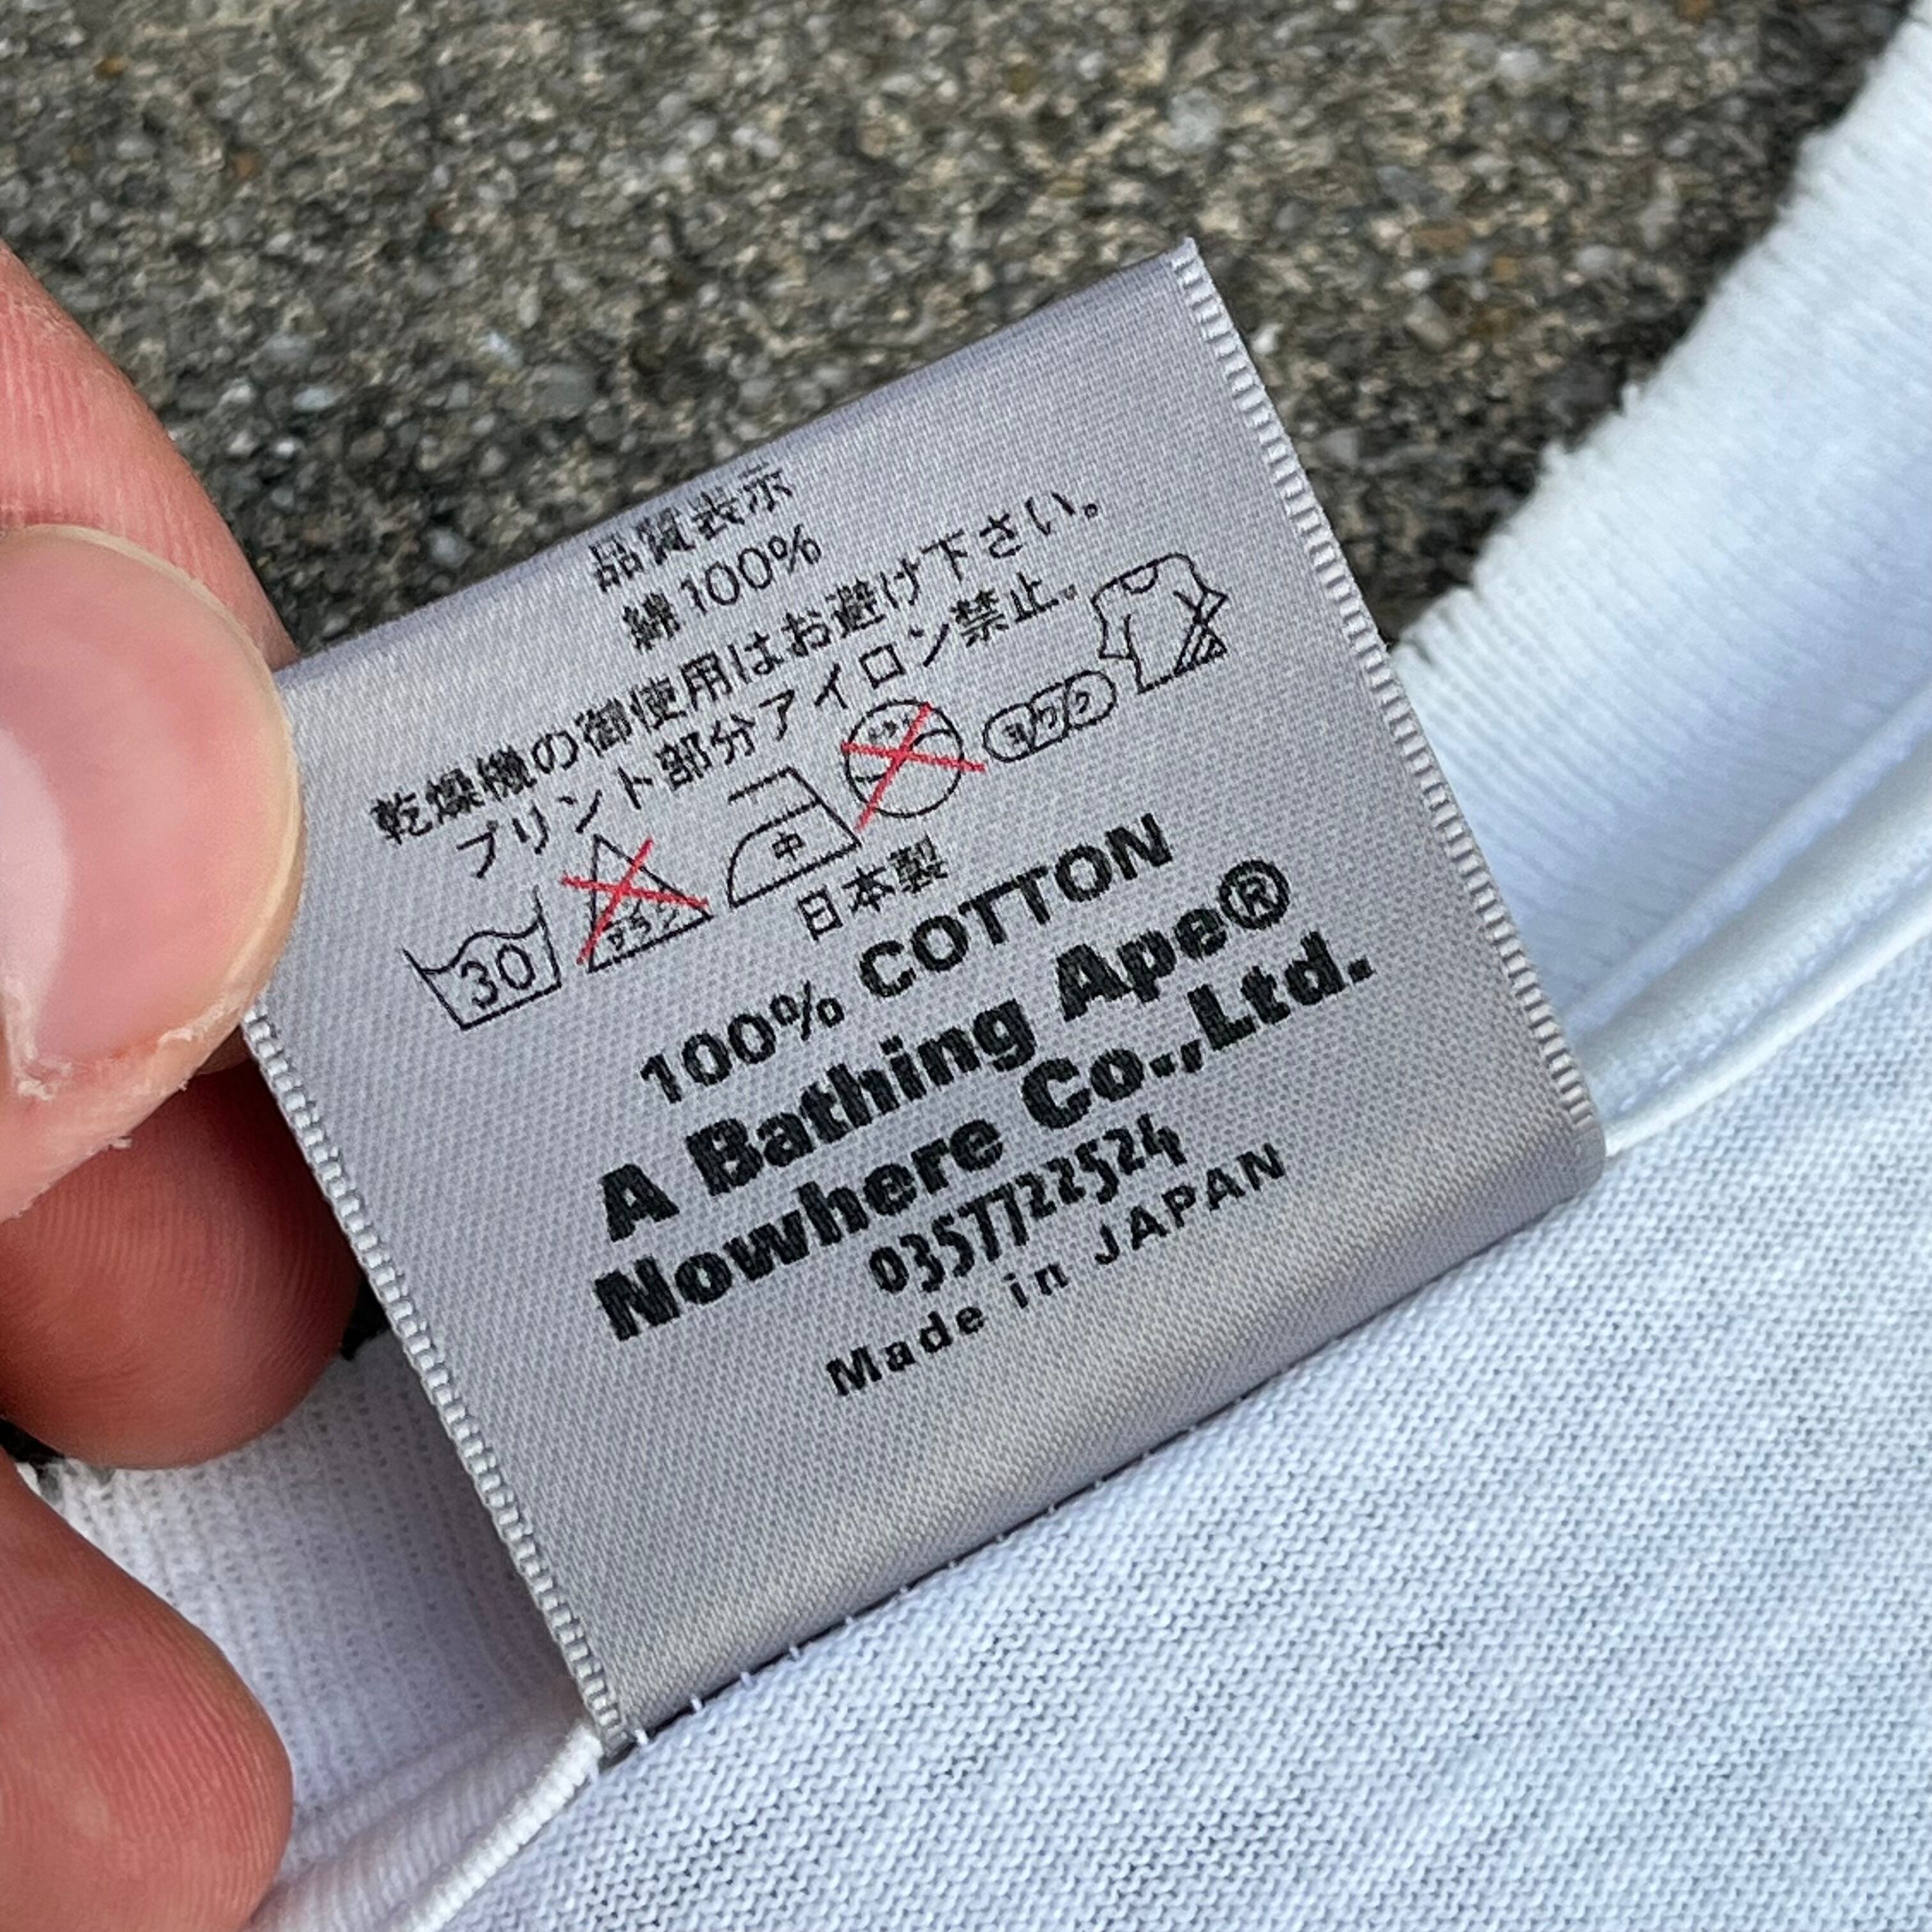 品質表示
綿100%
乾燥機の御使用はお避け下さい。
プリント部分アイロン禁止。
30
中
ヨワク
日本製
100% COTTON
A Bathing Ape®
Nowhere Co.,Ltd.
0357722524
Made in JAPAN